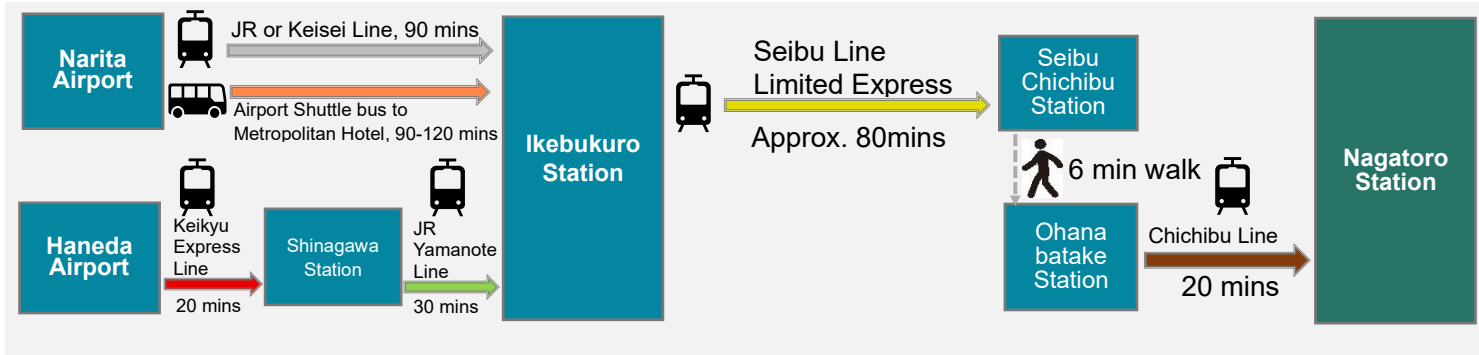 Narita
Airport
JR or Keisei Line, 90 mins
Airport Shuttle bus to
Metropolitan Hotel, 90-120 mins
Haneda
Airport
Keikyu
Express
Line
20 mins
Shinagawa
Station
JR
Yamanote
Line
30 mins
Ikebukuro
Station
Seibu Line
Limited Express
Approx. 80mins
Seibu
Chichibu
Station
6 min walk
Ohana
batake
Station
Chichibu Line
20 mins
Nagatoro
Station